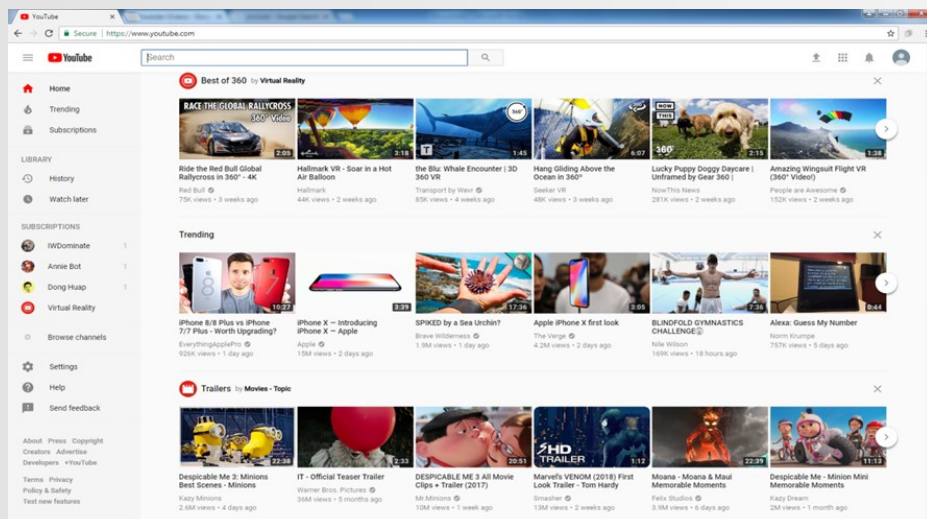 YouTube
Secure | https://www.youtube.com
YouTube
Search
Home
Trending
Subscriptions
LIBRARY
History
Watch later
SUBSCRIPTIONS
IWDominate 1
Annie Bot 1
Dong Huap 1
Virtual Reality
Browse channels
Settings
Help
Send feedback
About Press Copyright
Creators Advertise
Developers +YouTube
Terms Privacy
Policy & Safety
Test new features
Best of 360 by Virtual Reality
RACE THE GLOBAL RALLYCROSS
360° Video
2:05
Ride the Red Bull Global
Rallycross in 360° - 4K
Red Bull
75K views • 3 weeks ago
3:18
Hallmark VR - Soar in a Hot
Air Balloon
Hallmark
44K views • 2 weeks ago
360°
T
1:45
the Blu: Whale Encounter | 3D
360 VR
Transport by Wevr
85K views • 4 weeks ago
6:07
Hang Gliding Above the
Ocean in 360°
Seeker VR
48K views • 3 weeks ago
NOW
THIS
360°
2:15
Lucky Puppy Doggy Daycare |
Unframed by Gear 360 |
NowThis News
281K views • 2 weeks ago
1:38
Amazing Wingsuit Flight VR
(360° Video!)
People are Awesome
152K views • 2 weeks ago
Trending
8
10:27
iPhone 8/8 Plus vs iPhone
7/7 Plus - Worth Upgrading?
EverythingApplePro
926K views • 1 day ago
3:39
iPhone X — Introducing
iPhone X — Apple
Apple
15M views • 2 days ago
17:36
SPIKED by a Sea Urchin?
Brave Wilderness
1.9M views • 1 day ago
3:05
Apple iPhone X first look
The Verge
4.2M views • 2 days ago
7:36
BLINDFOLD GYMNASTICS
CHALLENGE
Nile Wilson
169K views • 18 hours ago
0:44
Alexa: Guess My Number
Norm Krumpe
757K views • 5 days ago
Trailers by Movies - Topic
22:38
Despicable Me 3: Minions
Best Scenes - Minions
Kazy Minions
2.6M views • 4 days ago
2:33
IT - Official Teaser Trailer
Warner Bros. Pictures
36M views • 5 months ago
20:51
DESPICABLE ME 3 All Movie
Clips + Trailer (2017)
Mr.Minions
10M views • 1 week ago
HD
TRAILER
1:12
Marvel's VENOM (2018) First
Look Trailer - Tom Hardy
Smasher
13M views • 2 weeks ago
22:39
Moana - Moana & Maui
Memorable Moments
Felix Studios
3.9M views • 6 days ago
11:13
Despicable Me - Minion Mini
Memorable Moments
Kazy Dream
2M views • 1 month ago